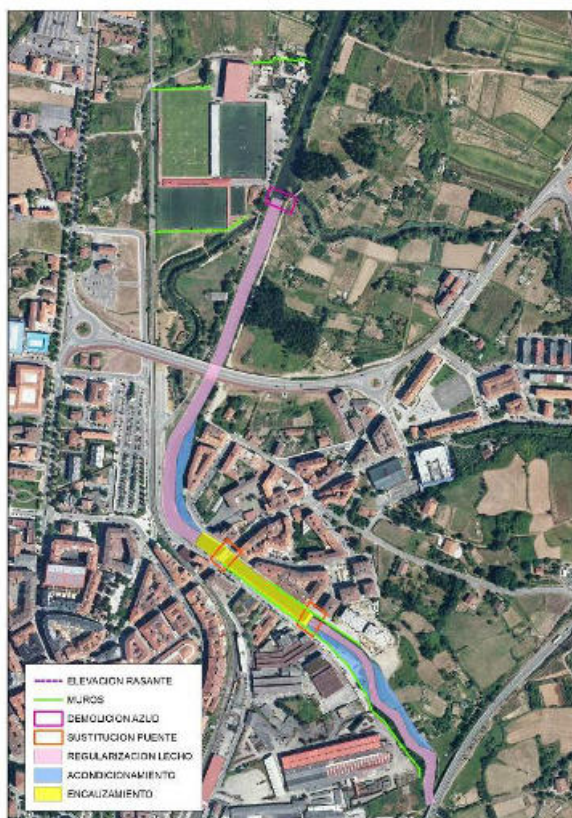 ELEVACION RASANTE
MUROS
DEMOLICION AZUD
SUSTITUCION PUENTE
REGULARIZACION LECHO
ACONDICIONAMIENTO
ENCAUZAMIENTO